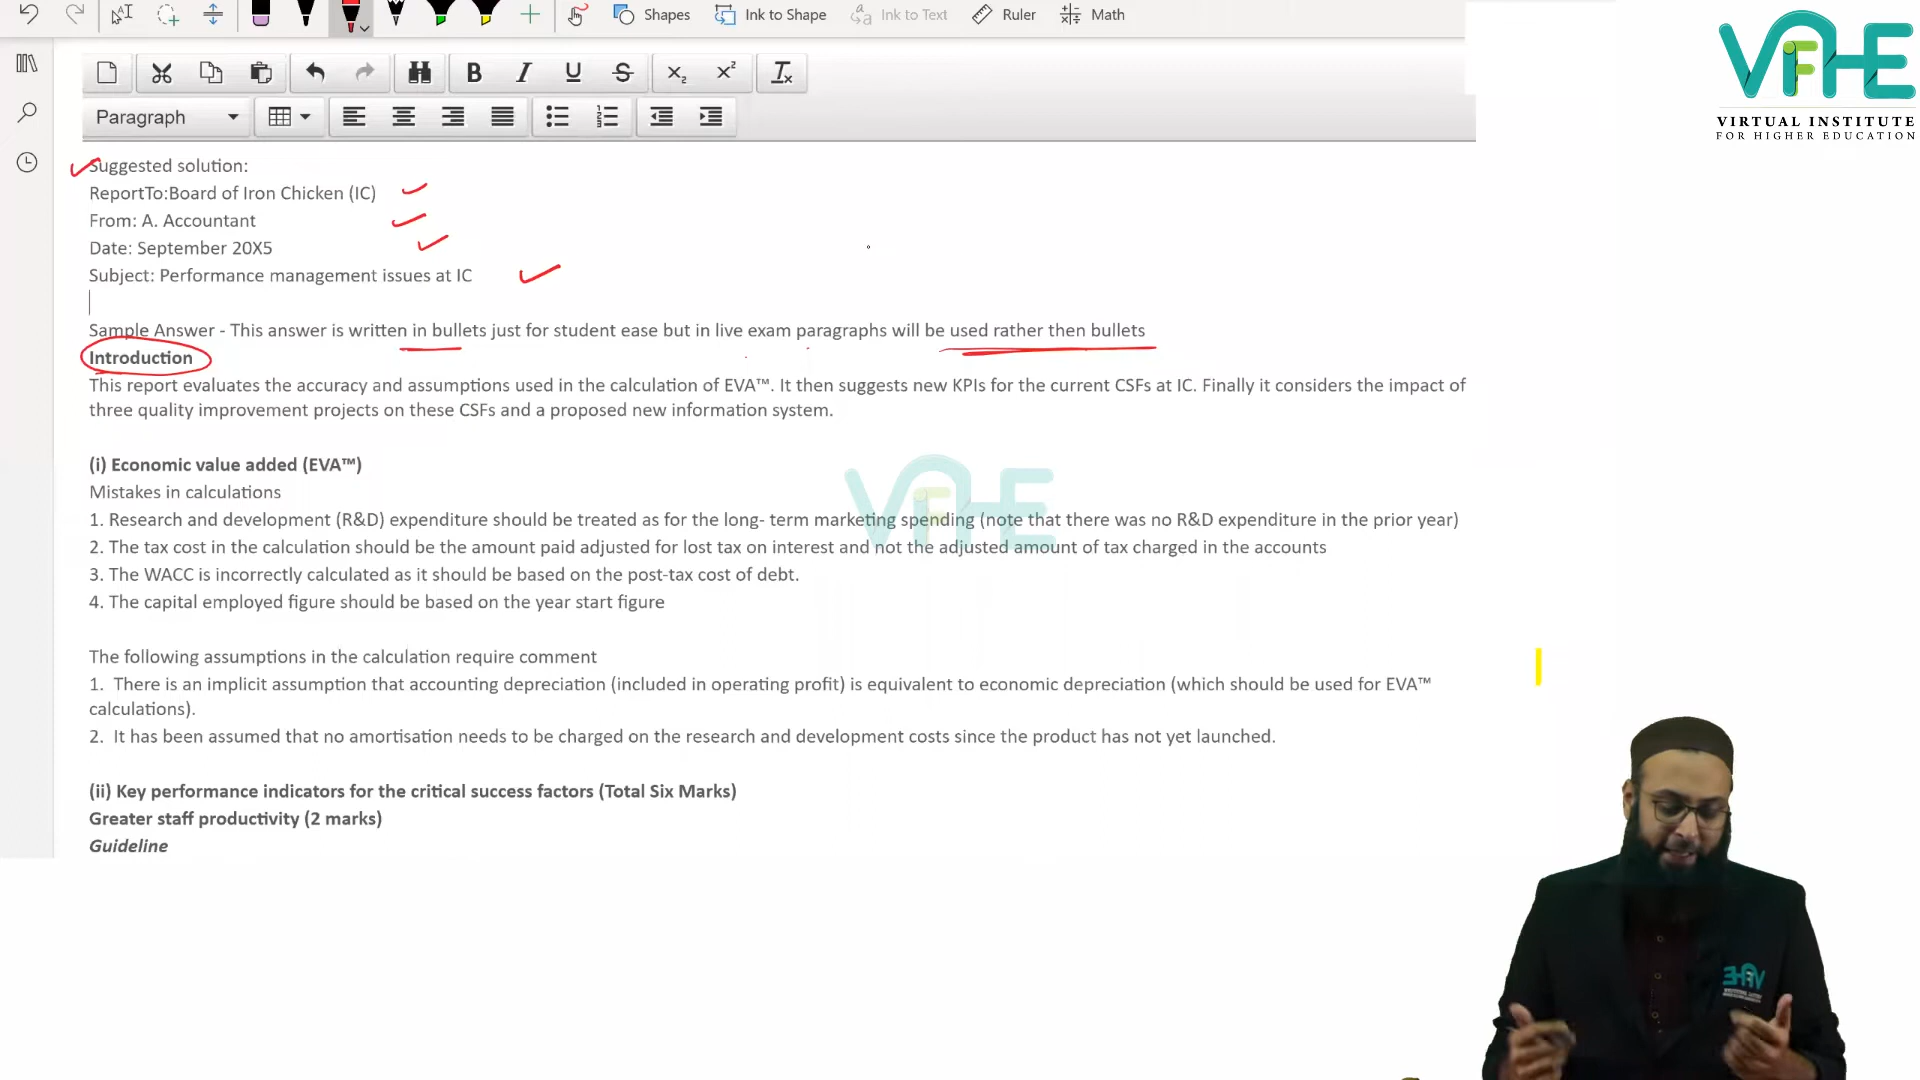 Shapes
Ink to Shape
Ink to Text
Ruler
Math
VIFHE
VIRTUAL INSTITUTE
FOR HIGHER EDUCATION
Paragraph
Suggested solution:
ReportTo:Board of Iron Chicken (IC)
From: A. Accountant
Date: September 20X5
Subject: Performance management issues at IC
Sample Answer - This answer is written in bullets just for student ease but in live exam paragraphs will be used rather then bullets
Introduction
This report evaluates the accuracy and assumptions used in the calculation of EVA™. It then suggests new KPIs for the current CSFs at IC. Finally it considers the impact of
three quality improvement projects on these CSFs and a proposed new information system.
(i) Economic value added (EVA™)
Mistakes in calculations
1. Research and development (R&D) expenditure should be treated as for the long- term marketing spending (note that there was no R&D expenditure in the prior year)
2. The tax cost in the calculation should be the amount paid adjusted for lost tax on interest and not the adjusted amount of tax charged in the accounts
3. The WACC is incorrectly calculated as it should be based on the post-tax cost of debt.
4. The capital employed figure should be based on the year start figure
The following assumptions in the calculation require comment
1. There is an implicit assumption that accounting depreciation (included in operating profit) is equivalent to economic depreciation (which should be used for EVA™
calculations).
2. It has been assumed that no amortisation needs to be charged on the research and development costs since the product has not yet launched.
(ii) Key performance indicators for the critical success factors (Total Six Marks)
Greater staff productivity (2 marks)
Guideline